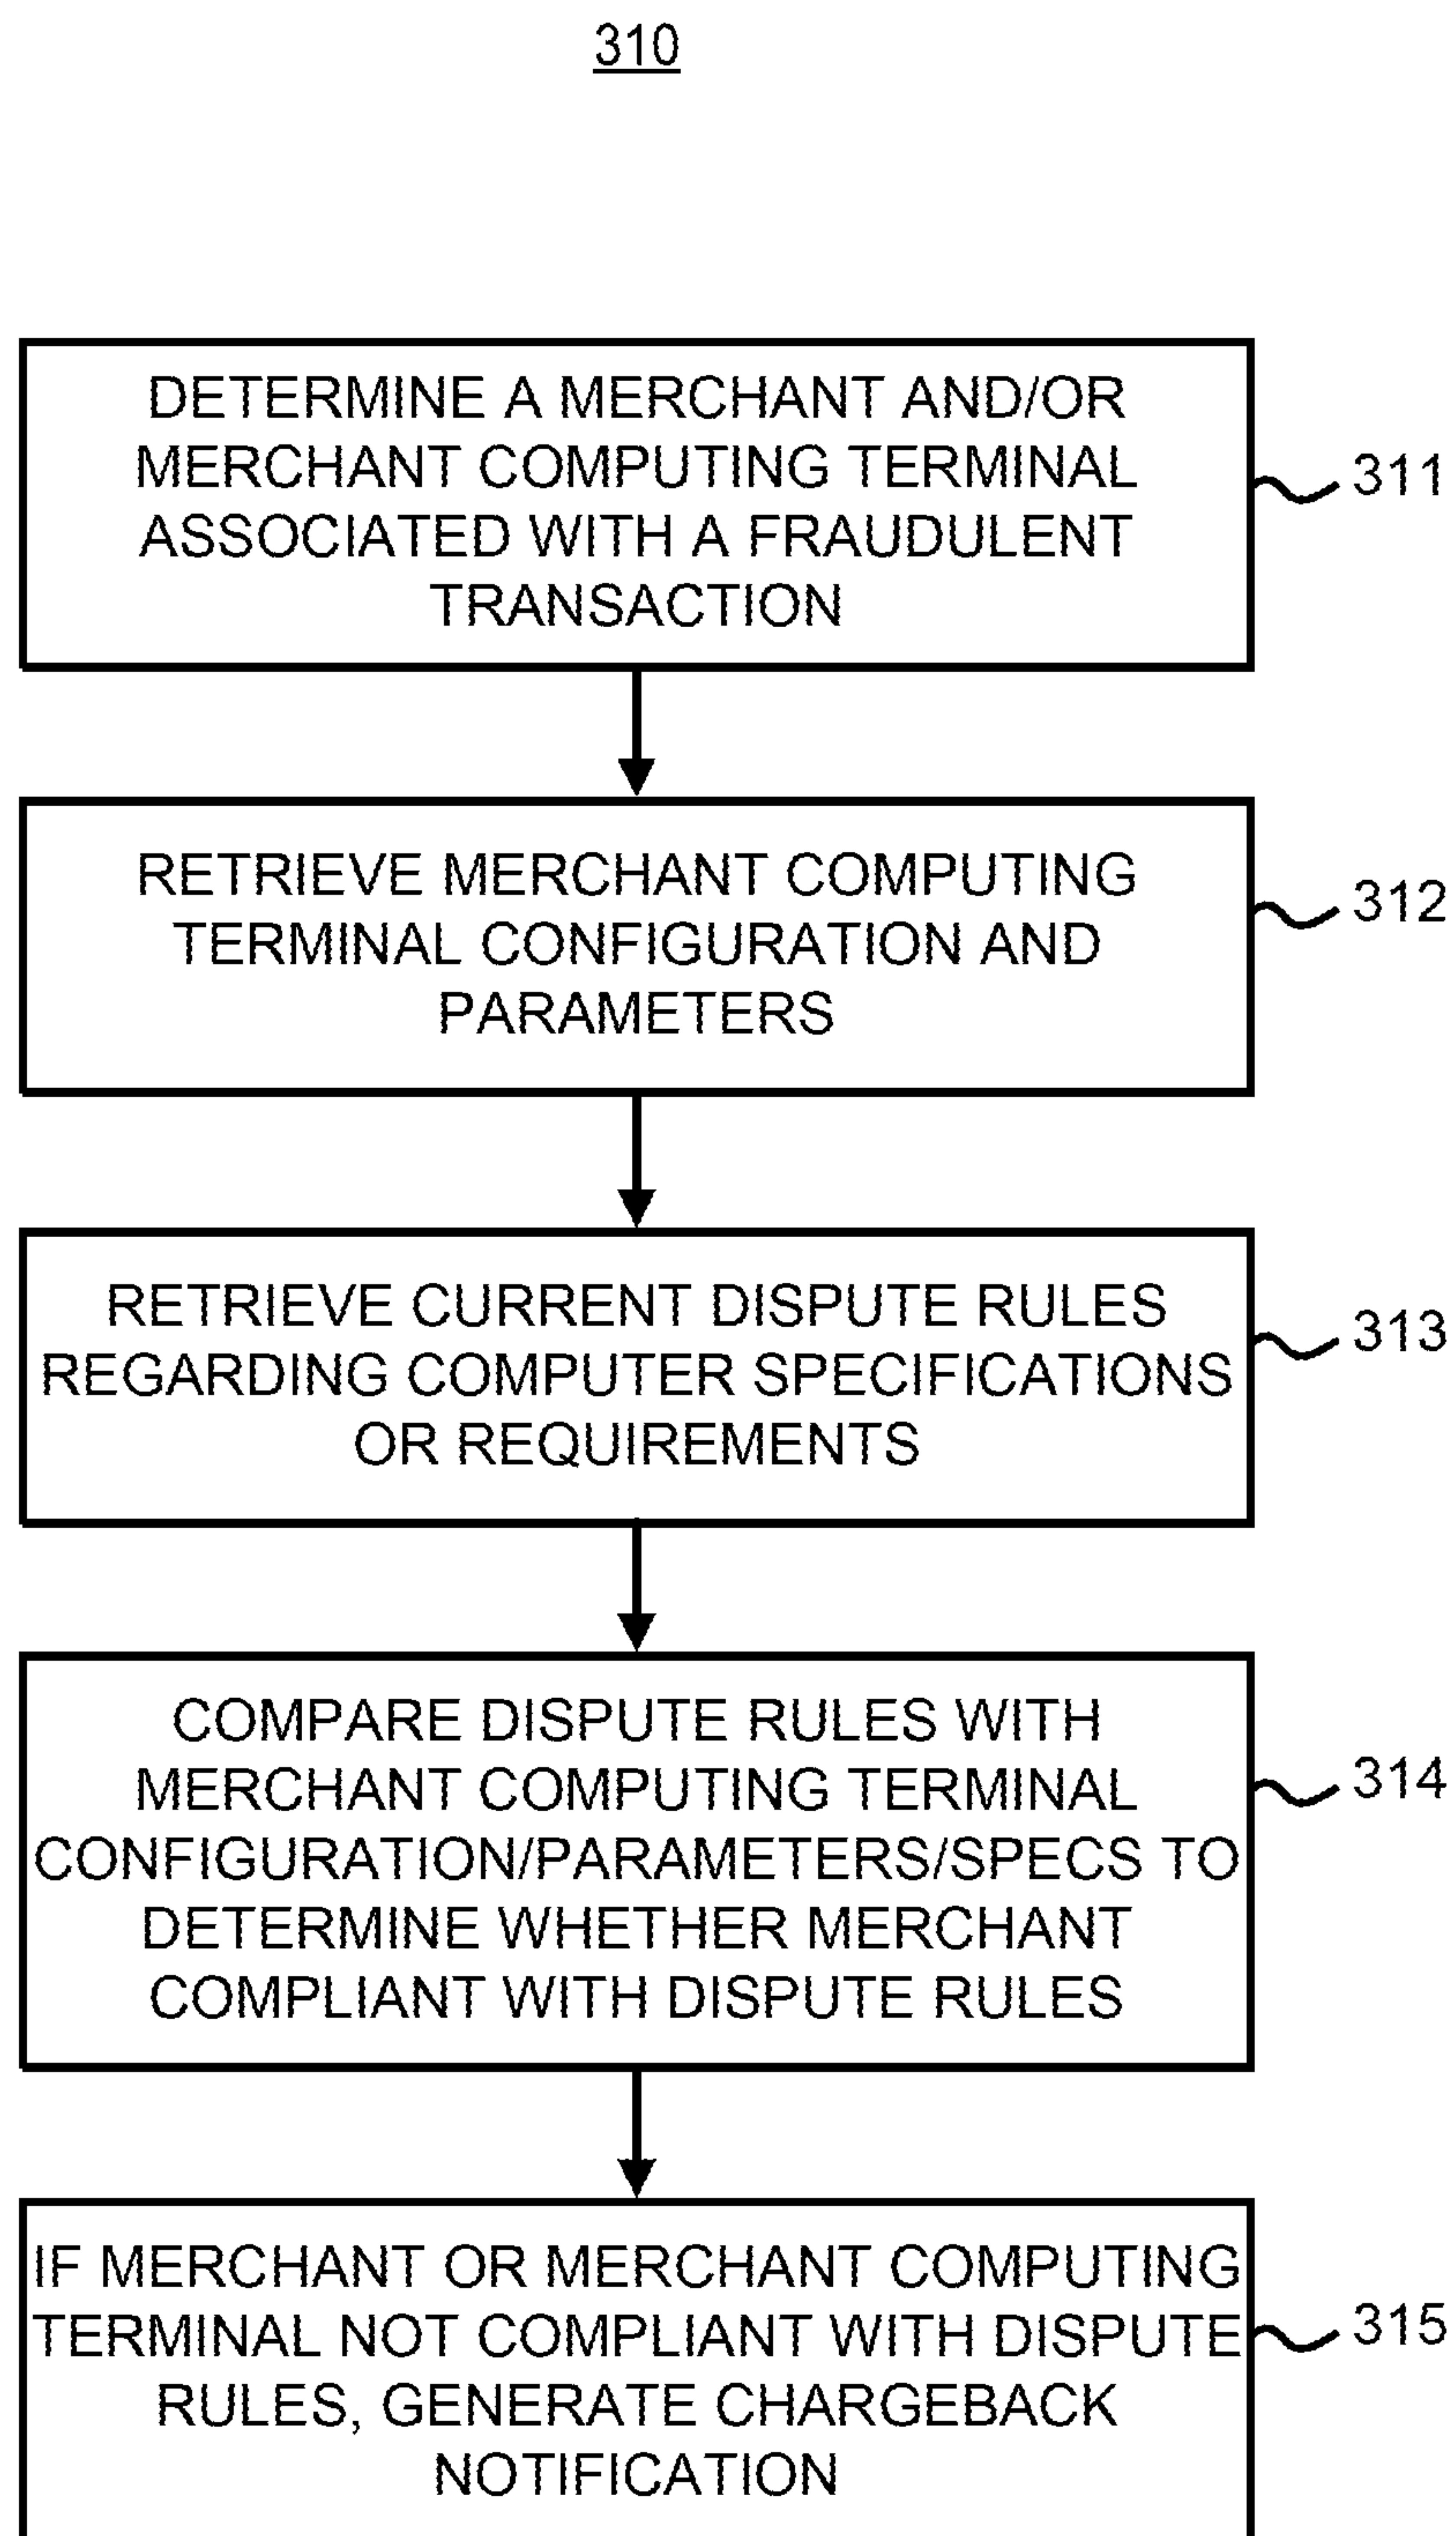 310
DETERMINE A MERCHANT AND/OR
MERCHANT COMPUTING TERMINAL
ASSOCIATED WITH A FRAUDULENT
TRANSACTION
311
RETRIEVE MERCHANT COMPUTING
TERMINAL CONFIGURATION AND
PARAMETERS
312
RETRIEVE CURRENT DISPUTE RULES
REGARDING COMPUTER SPECIFICATIONS
OR REQUIREMENTS
313
COMPARE DISPUTE RULES WITH
MERCHANT COMPUTING TERMINAL
CONFIGURATION/PARAMETERS/SPECS TO
DETERMINE WHETHER MERCHANT
COMPLIANT WITH DISPUTE RULES
314
IF MERCHANT OR MERCHANT COMPUTING
TERMINAL NOT COMPLIANT WITH DISPUTE
RULES, GENERATE CHARGEBACK
NOTIFICATION
315